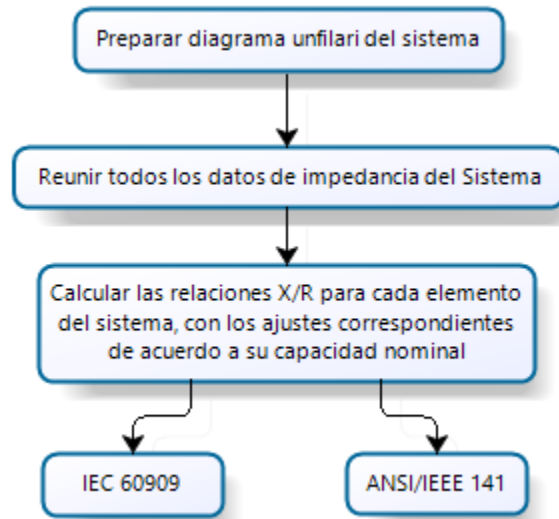 Preparar diagrama unfilari del sistema
Reunir todos los datos de impedancia del Sistema
Calcular las relaciones X/R para cada elemento
del sistema, con los ajustes correspondientes
de acuerdo a su capacidad nominal
IEC 60909
ANSI/IEEE 141